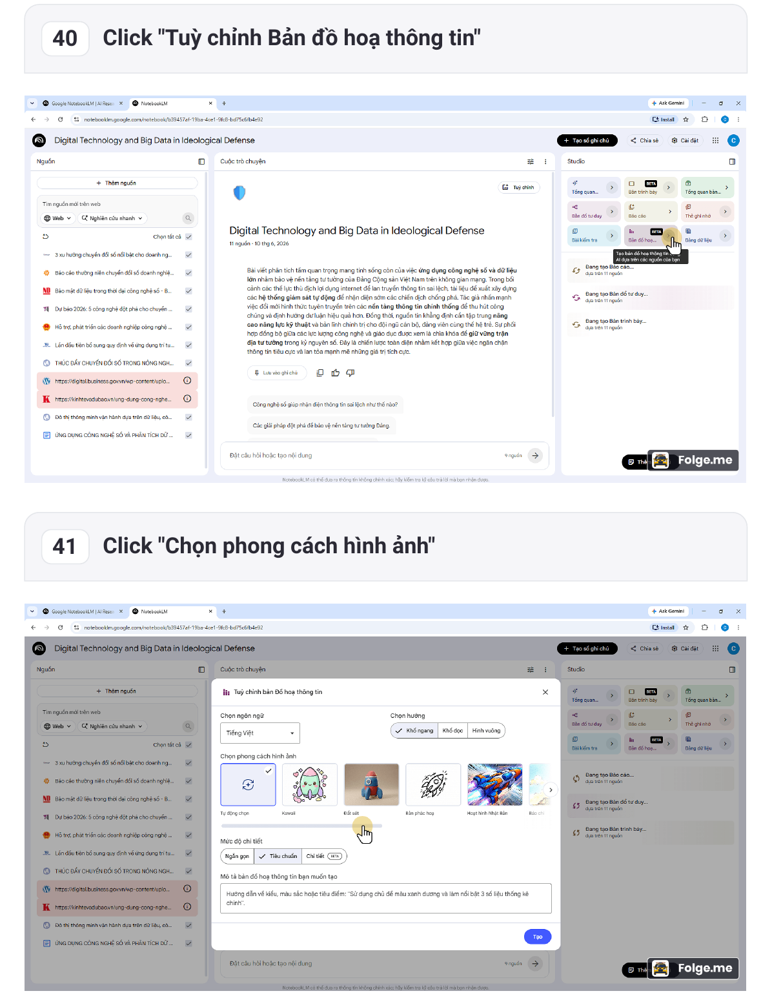 40 Click "Tuỳ chỉnh Bản đồ hoạ thông tin"
Google NotebookLM | AI Resea
NotebookLM
Ask Gemini
notebooklm.google.com/notebook/b39457af-19ba-4ce1-9fc8-bd75c6fb4e92
Install
Digital Technology and Big Data in Ideological Defense
Tạo sổ ghi chú
Chia sẻ
Cài đặt
C
Nguồn
Thêm nguồn
Tìm nguồn mới trên web
Web
Nghiên cứu nhanh
Chọn tất cả
3 xu hướng chuyển đổi số nổi bật cho doanh ng...
Báo cáo thường niên chuyển đổi số doanh nghiệ...
Bảo mật dữ liệu trong thời đại công nghệ số - B...
Dự báo 2026: 5 công nghệ đột phá cho chuyển ...
Hỗ trợ, phát triển các doanh nghiệp công nghệ ...
Lần đầu tiên bổ sung quy định về ứng dụng trí tu...
THÚC ĐẨY CHUYỂN ĐỔI SỐ TRONG NÔNG NGH...
https://digital.business.gov.vn/wp-content/uplo...
https://kinhtevadubao.vn/ung-dung-cong-nghe...
Đô thị thông minh vận hành dựa trên dữ liệu, cô...
ỨNG DỤNG CÔNG NGHỆ SỐ VÀ PHÂN TÍCH DỮ ...
Cuộc trò chuyện
Tuỳ chỉnh
Digital Technology and Big Data in Ideological Defense
11 nguồn · 10 thg 6, 2026
Bài viết phân tích tầm quan trọng mang tính sống còn của việc ứng dụng công nghệ số và dữ liệu
lớn nhằm bảo vệ nền tảng tư tưởng của Đảng Cộng sản Việt Nam trên không gian mạng. Trong bối
cảnh các thế lực thù địch lợi dụng internet để lan truyền thông tin sai lệch, tài liệu đề xuất xây dựng
các hệ thống giám sát tự động để nhận diện sớm các chiến dịch chống phá. Tác giả nhấn mạnh
việc đổi mới hình thức tuyên truyền trên các nền tảng thông tin chính thống để thu hút công
chúng và định hướng dư luận hiệu quả hơn. Đồng thời, nguồn tin khẳng định cần tập trung nâng
cao năng lực kỹ thuật và bản lĩnh chính trị cho đội ngũ cán bộ, đảng viên cùng thế hệ trẻ. Sự phối
hợp đồng bộ giữa các lực lượng công nghệ và giáo dục được xem là chìa khóa để giữ vững trận
địa tư tưởng trong kỷ nguyên số. Đây là chiến lược toàn diện nhằm kết hợp giữa việc ngăn chặn
thông tin tiêu cực và lan tỏa mạnh mẽ những giá trị tích cực.
Lưu vào ghi chú
Công nghệ số giúp nhận diện thông tin sai lệch như thế nào?
Các giải pháp đột phá để bảo vệ nền tảng tư tưởng Đảng.
Đặt câu hỏi hoặc tạo nội dung
9 nguồn
NotebookLM có thể đưa ra thông tin không chính xác; hãy kiểm tra kỹ câu trả lời mà bạn nhận được.
Studio
Tổng quan...
BETA
Bản trình bày
Tổng quan bằn...
Bản đồ tư duy
Báo cáo
Thẻ ghi nhớ
Bài kiểm tra
BETA
Bản đồ hoạ...
Bảng dữ liệu
Tạo bản đồ hoạ thông tin
AI dựa trên các nguồn của bạn
Đang tạo Báo cáo...
dựa trên 11 nguồn
Đang tạo Bản đồ tư duy...
dựa trên 11 nguồn
Đang tạo Bản trình bày...
dựa trên 11 nguồn
Folge.me
41 Click "Chọn phong cách hình ảnh"
Google NotebookLM | AI Resea
NotebookLM
Ask Gemini
notebooklm.google.com/notebook/b39457af-19ba-4ce1-9fc8-bd75c6fb4e92
Install
Digital Technology and Big Data in Ideological Defense
Tạo sổ ghi chú
Chia sẻ
Cài đặt
C
Nguồn
Thêm nguồn
Tìm nguồn mới trên web
Web
Nghiên cứu nhanh
Chọn tất cả
3 xu hướng chuyển đổi số nổi bật cho doanh ng...
Báo cáo thường niên chuyển đổi số doanh nghiệ...
Bảo mật dữ liệu trong thời đại công nghệ số - B...
Dự báo 2026: 5 công nghệ đột phá cho chuyển ...
Hỗ trợ, phát triển các doanh nghiệp công nghệ ...
Lần đầu tiên bổ sung quy định về ứng dụng trí tu...
THÚC ĐẨY CHUYỂN ĐỔI SỐ TRONG NÔNG NGH...
https://digital.business.gov.vn/wp-content/uplo...
https://kinhtevadubao.vn/ung-dung-cong-nghe...
Đô thị thông minh vận hành dựa trên dữ liệu, cô...
ỨNG DỤNG CÔNG NGHỆ SỐ VÀ PHÂN TÍCH DỮ ...
Cuộc trò chuyện
Tuỳ chỉnh bản Đồ hoạ thông tin
Chọn ngôn ngữ
Tiếng Việt
Chọn hướng
Khổ ngang
Khổ dọc
Hình vuông
Chọn phong cách hình ảnh
Tự động chọn
Kawaii
Đất sét
Bản phác hoạ
Hoạt hình Nhật Bản
Báo chí
Mức độ chi tiết
Ngắn gọn
Tiêu chuẩn
Chi tiết
BETA
Mô tả bản đồ hoạ thông tin bạn muốn tạo
Hướng dẫn về kiểu, màu sắc hoặc tiêu điểm: "Sử dụng chủ đề màu xanh dương và làm nổi bật 3 số liệu thống kê
chính".
Tạo
Đặt câu hỏi hoặc tạo nội dung
9 nguồn
NotebookLM có thể đưa ra thông tin không chính xác; hãy kiểm tra kỹ câu trả lời mà bạn nhận được.
Studio
Tổng quan...
BETA
Bản trình bày
Tổng quan bằn...
Bản đồ tư duy
Báo cáo
Thẻ ghi nhớ
Bài kiểm tra
BETA
Bản đồ hoạ...
Bảng dữ liệu
Đang tạo Báo cáo...
dựa trên 11 nguồn
Đang tạo Bản đồ tư duy...
dựa trên 11 nguồn
Đang tạo Bản trình bày...
dựa trên 11 nguồn
Folge.me